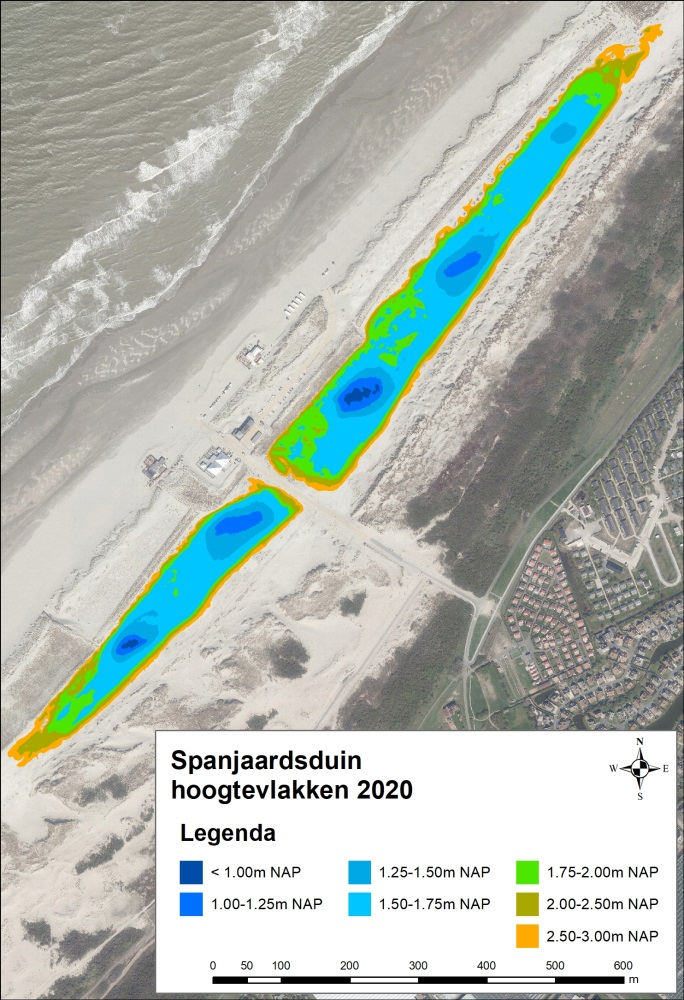 Spanjaardsduin
hoogtevlakken 2020
N
W E
S
Legenda
< 1.00m NAP
1.25-1.50m NAP
1.75-2.00m NAP
1.00-1.25m NAP
1.50-1.75m NAP
2.00-2.50m NAP
2.50-3.00m NAP
0 50 100 200 300 400 500 600
m